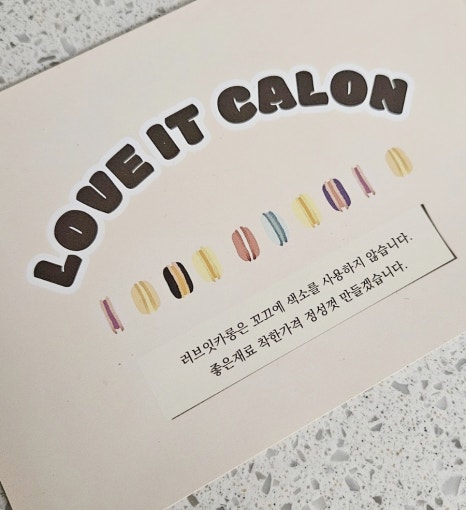 LOVE IT CALON
러브잇카롱은 꼬끄에 색소를 사용하지 않습니다.
좋은재료 착한가격 정성껏 만들겠습니다.